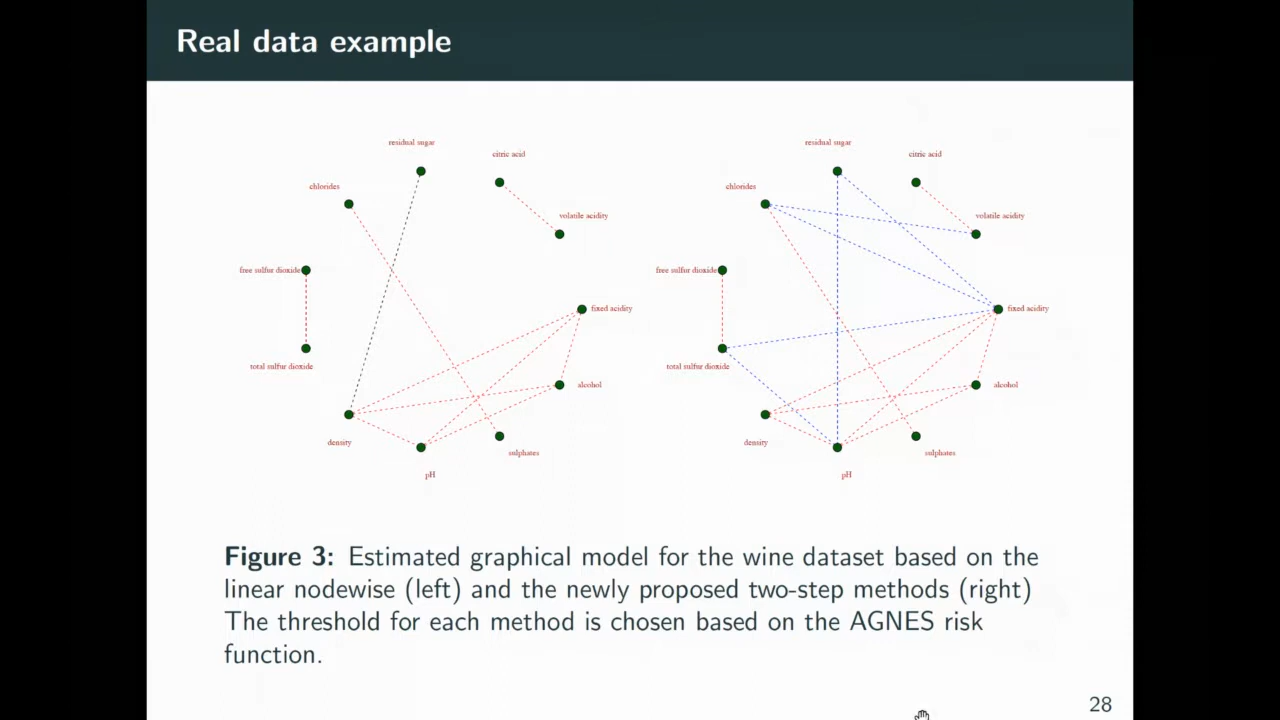 Real data example
residual sugar
citric acid
chlorides
volatile acidity
free sulfur dioxide
fixed acidity
total sulfur dioxide
alcohol
density
sulphates
pH
residual sugar
citric acid
chlorides
volatile acidity
free sulfur dioxide
fixed acidity
total sulfur dioxide
alcohol
density
sulphates
pH
Figure 3: Estimated graphical model for the wine dataset based on the
linear nodewise (left) and the newly proposed two-step methods (right)
The threshold for each method is chosen based on the AGNES risk
function.
28